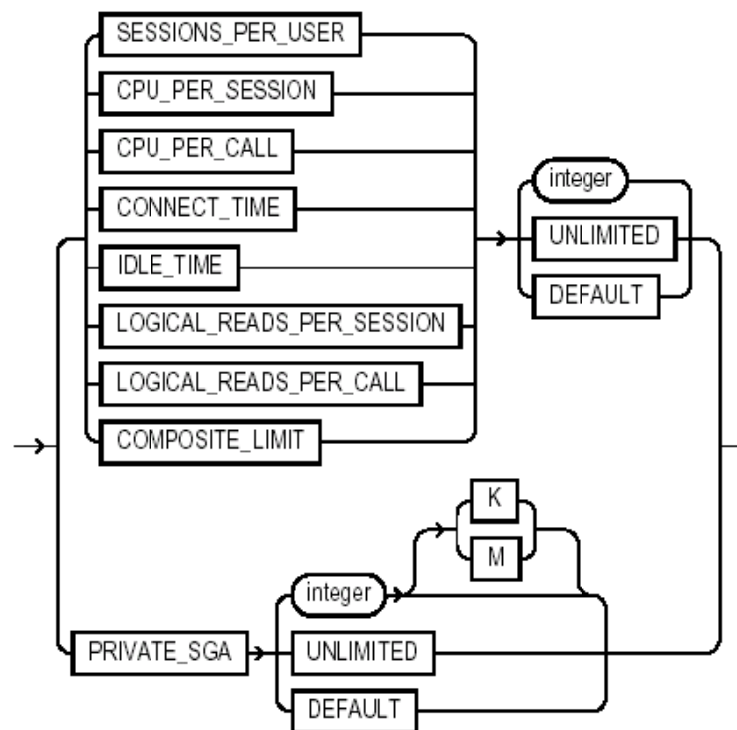 SESSIONS_PER_USER
CPU_PER_SESSION
CPU_PER_CALL
CONNECT_TIME
IDLE_TIME
LOGICAL_READS_PER_SESSION
LOGICAL_READS_PER_CALL
COMPOSITE_LIMIT
integer
UNLIMITED
DEFAULT
PRIVATE_SGA
integer
K
M
UNLIMITED
DEFAULT